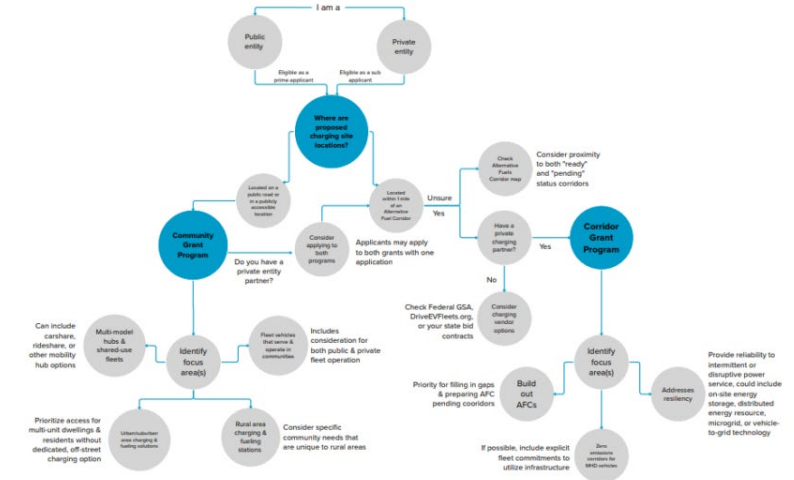 I am a
Public
entity
Private
entity
Eligible as a
prime applicant
Eligible as a sub
applicant
Where are
proposed
charging site
locations?
Located on a
public road or
in a publicly
accessible
location
Located
within 1 mile
of an
Alternative
Fuel Corridor
Unsure
Yes
Check
Alternative
Fuels
Corridor map
Consider proximity
to both "ready"
and "pending"
status corridors
Community
Grant
Program
Do you have a
private entity
partner?
Consider
applying to
both
programs
Applicants may apply
to both grants with one
application
Have a
private
charging
partner?
Yes
Corridor
Grant
Program
No
Check Federal GSA,
DriveEVFleets.org,
or your state bid
contracts
Consider
charging
vendor
options
Can include
carshare,
rideshare, or
other mobility
hub options
Multi-model
hubs &
shared-use
fleets
Identify
focus
area(s)
Fleet vehicles
that serve &
operate in
communities
Includes
consideration for
both public & private
fleet operation
Prioritize access for
multi-unit dwellings &
residents without
dedicated, off-street
charging option
Urban/suburban
area charging &
fueling solutions
Rural area
charging &
fueling
stations
Consider specific
community needs that
are unique to rural areas
Identify
focus
area(s)
Priority for filling in gaps
& preparing AFC
pending cooridors
Build
out
AFCs
Addresses
resiliency
Provide reliability to
intermittent or
disruptive power
service, could include
on-site energy
storage, distributed
energy resource,
microgrid, or vehicle-
to-grid technology
If possible, include explicit
fleet commitments to
utilize infrastructure
Zero
emissions
corridors for
MHD vehicles